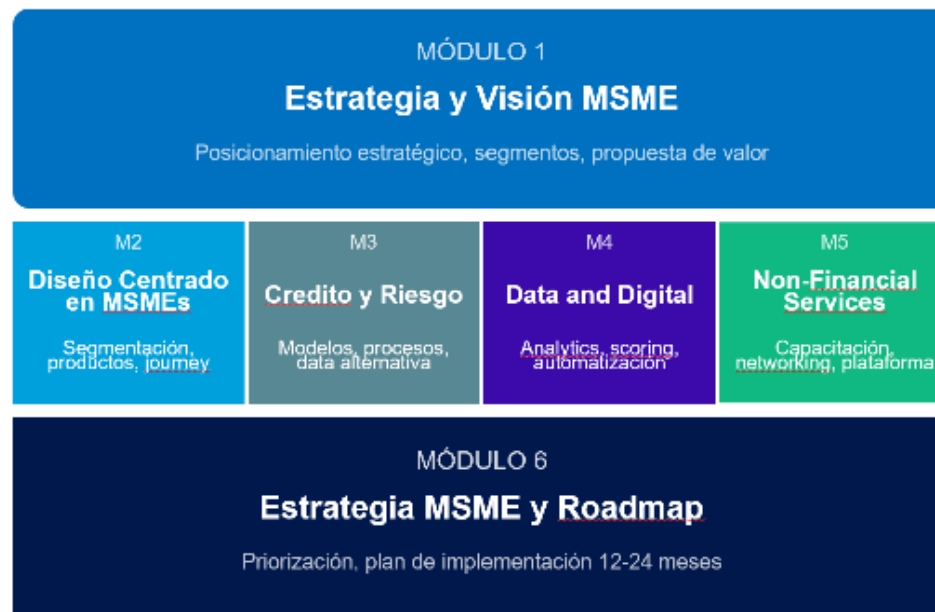 MÓDULO 1
Estrategia y Visión MSME
Posicionamiento estratégico, segmentos, propuesta de valor
M2
Diseño Centrado
en MSMEs
Segmentación,
productos, journey
M3
Credito y Riesgo
Modelos, procesos,
data alternativa
M4
Data and Digital
Analytics, scoring,
automatización
M5
Non-Financial
Services
Capacitación,
networking, plataforma
MÓDULO 6
Estrategia MSME y Roadmap
Priorización, plan de implementación 12-24 meses